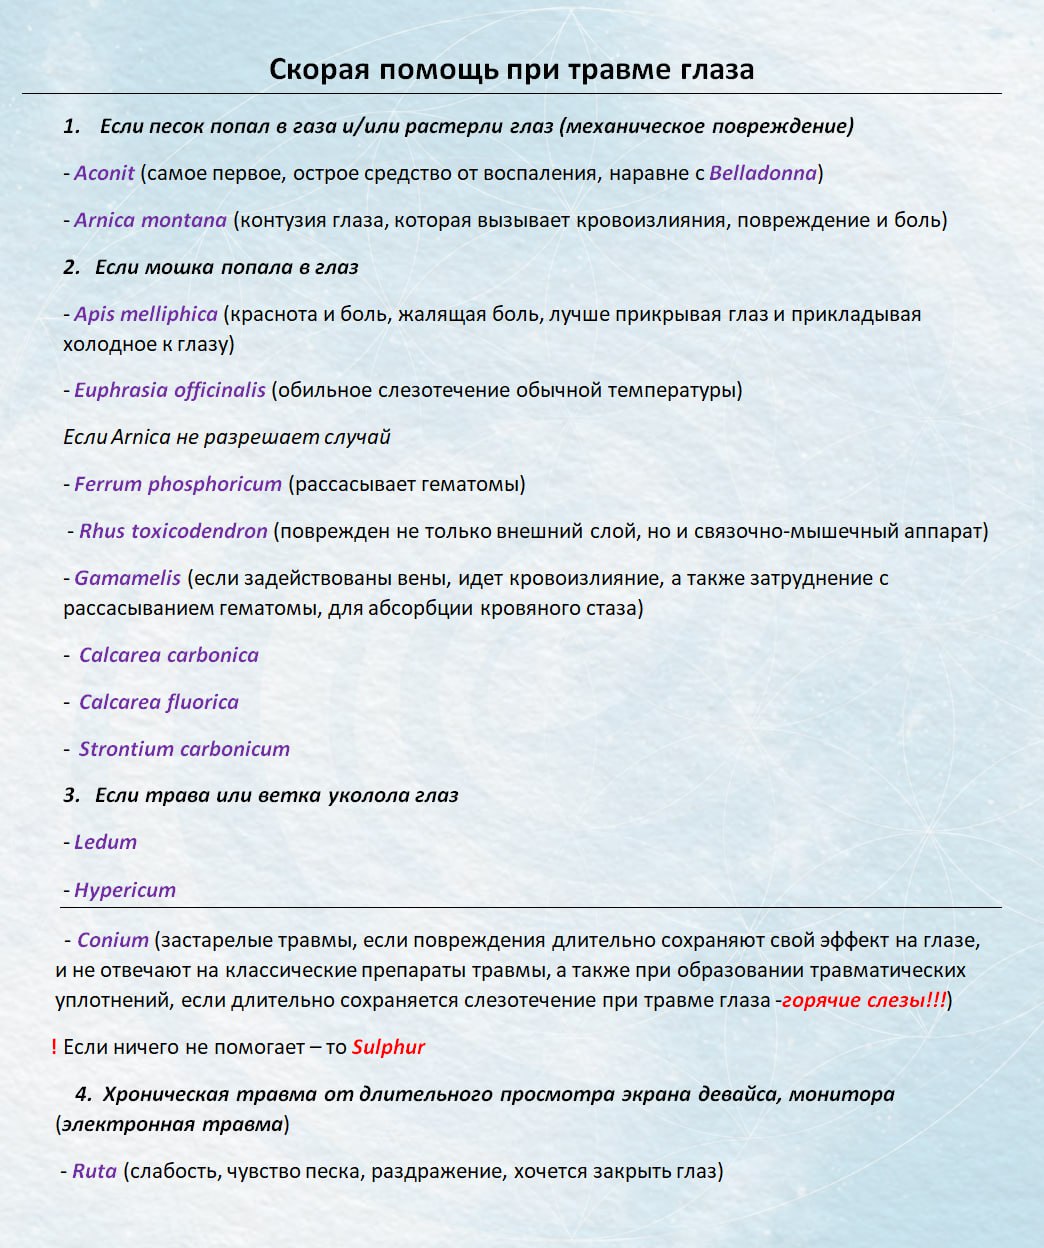 Скорая помощь при травме глаза
1. Если песок попал в газа и/или растерли глаз (механическое повреждение)
- Aconit (самое первое, острое средство от воспаления, наравне с Belladonna)
- Arnica montana (контузия глаза, которая вызывает кровоизлияния, повреждение и боль)
2. Если мошка попала в глаз
- Apis melliphica (краснота и боль, жалящая боль, лучше прикрывая глаз и прикладывая
холодное к глазу)
- Euphrasia officinalis (обильное слезотечение обычной температуры)
Если Arnica не разрешает случай
- Ferrum phosphoricum (рассасывает гематомы)
- Rhus toxicodendron (поврежден не только внешний слой, но и связочно-мышечный аппарат)
- Gamamelis (если задействованы вены, идет кровоизлияние, а также затруднение с
рассасыванием гематомы, для абсорбции кровяного стаза)
- Calcarea carbonica
- Calcarea fluorica
- Strontium carbonicum
3. Если трава или ветка уколола глаз
- Ledum
- Hypericum
- Conium (застарелые травмы, если повреждения длительно сохраняют свой эффект на глазе,
и не отвечают на классические препараты травмы, а также при образовании травматических
уплотнений, если длительно сохраняется слезотечение при травме глаза -горячие слезы!!!)
! Если ничего не помогает – то Sulphur
4. Хроническая травма от длительного просмотра экрана девайса, монитора
(электронная травма)
- Ruta (слабость, чувство песка, раздражение, хочется закрыть глаз)